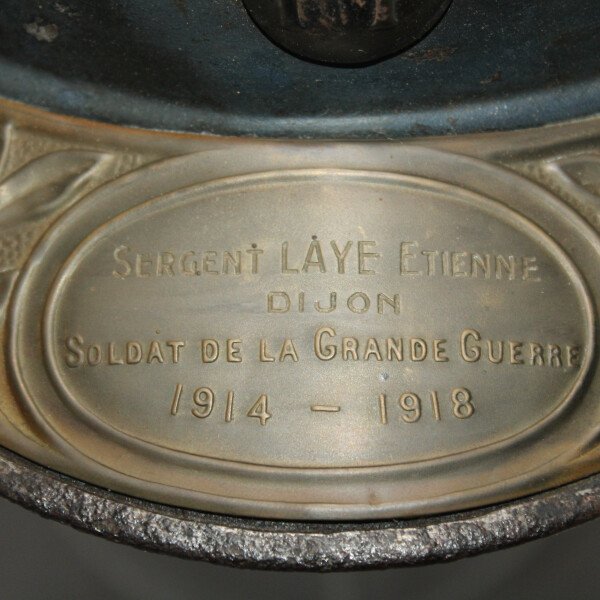 SERGENT LAYE ETIENNE
DIJON
SOLDAT DE LA GRANDE GUERRE
1914 – 1918